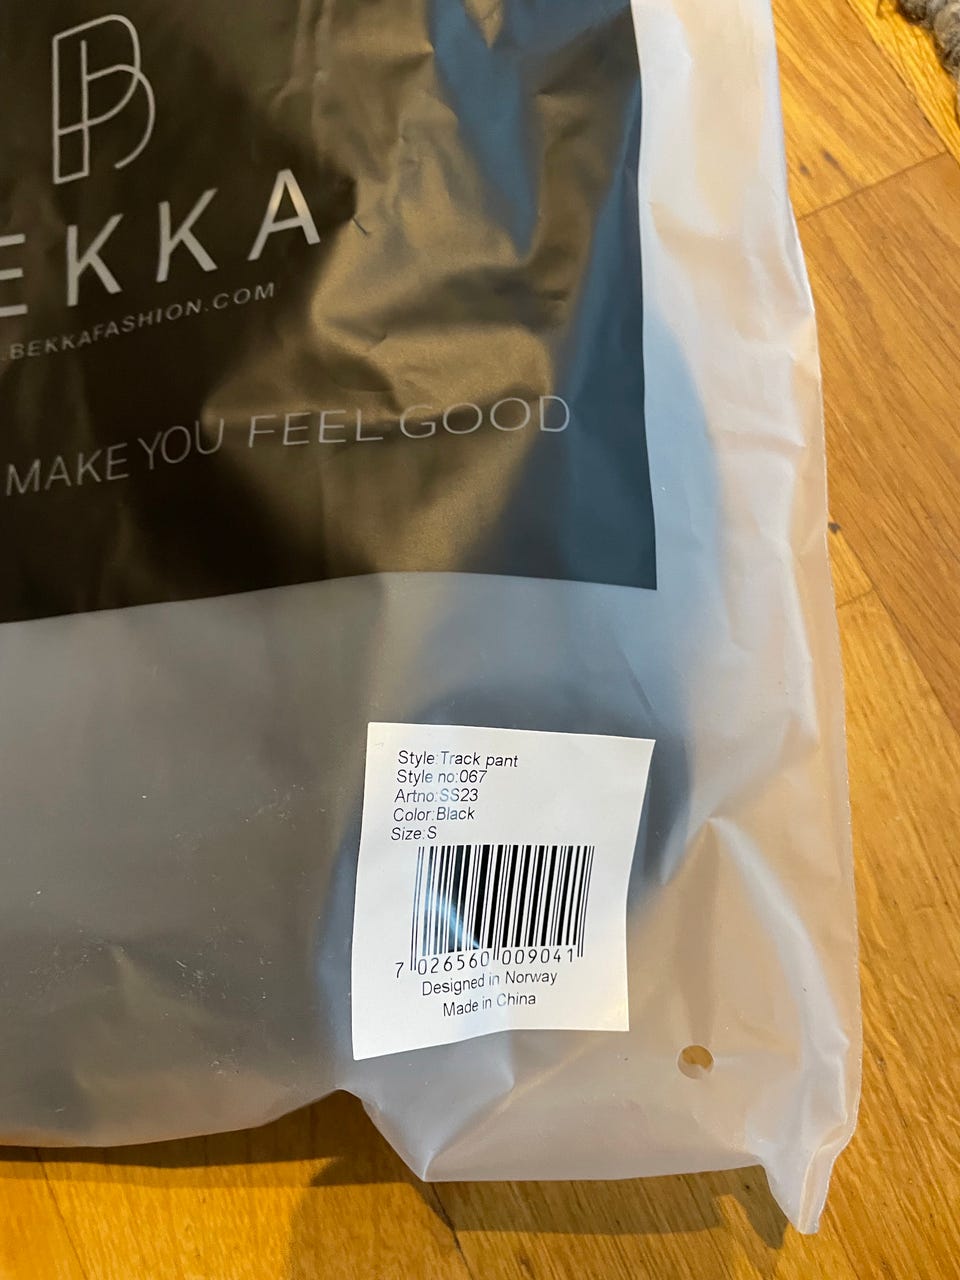 B
EKKA
.BEKKAFASHION.COM
MAKE YOU FEEL GOOD
Style:Track pant
Style no:067
Artno:SS23
Color:Black
Size:S
7 026560 009041
Designed in Norway
Made in China